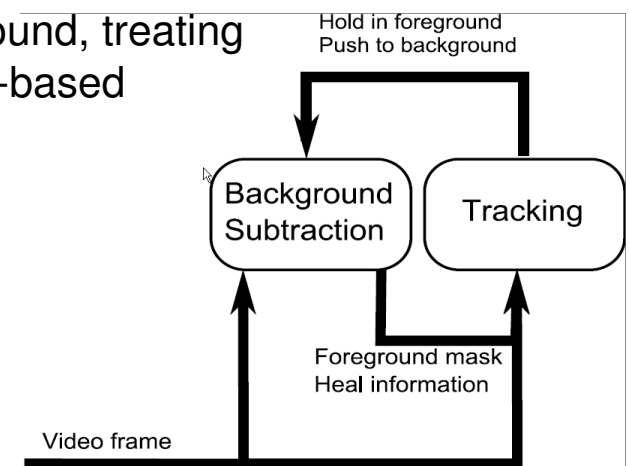 ound, treating
-based
Hold in foreground
Push to background
Background
Subtraction
Tracking
Foreground mask
Heal information
Video frame